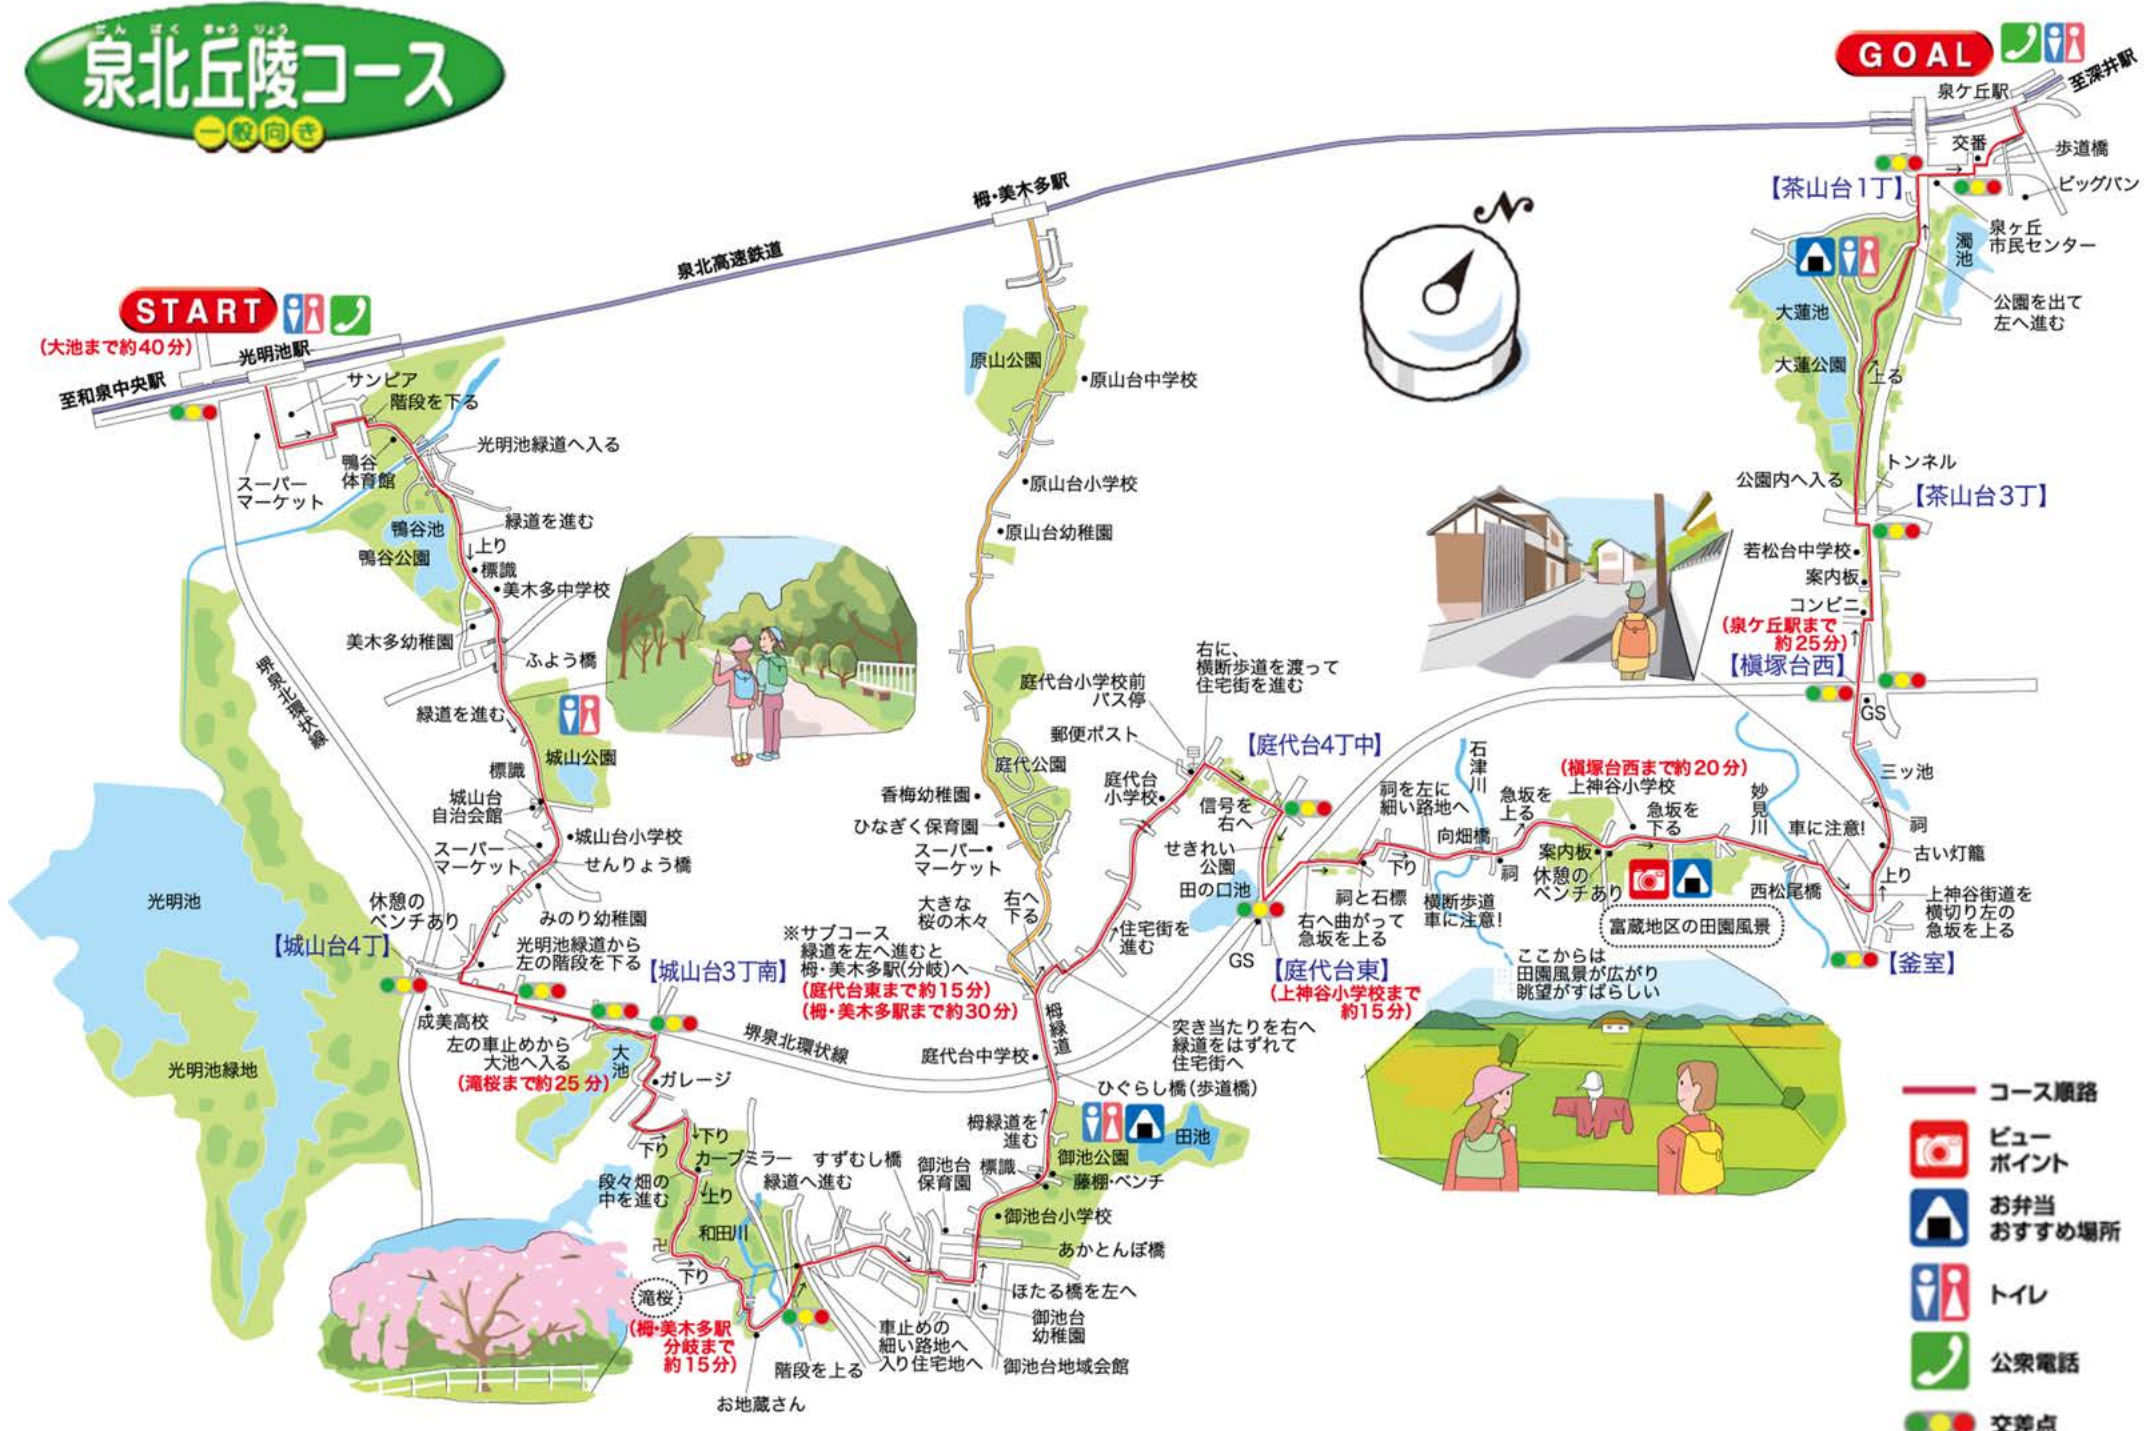 せんぼくきゅうりょう
泉北丘陵コース
一般向き
START
(大池まで約40分)
光明池駅
至和泉中央駅
サンピア
階段を下る
光明池緑道へ入る
鴨谷
体育館
スーパー
マーケット
緑道を進む
鴨谷池
鴨谷公園
上り
標識
美木多中学校
美木多幼稚園
ふよう橋
堺泉北環状線
緑道を進む
城山公園
標識
城山台
自治会館
城山台小学校
スーパー
マーケット
せんりょう橋
みのり幼稚園
休憩の
ベンチあり
光明池緑道から
左の階段を下る
【城山台4丁】
【城山台3丁南】
成美高校
左の車止めから
大池へ入る
(滝桜まで約25分)
大池
光明池
光明池緑地
堺泉北環状線
ガレージ
下り
下り
カーブミラー
段々畑の
中を進む
上り
和田川
下り
滝桜
(栂・美木多駅
分岐まで
約15分)
お地蔵さん
階段を上る
緑道へ進む
すずむし橋
車止めの
細い路地へ
入り住宅地へ
御池台
保育園
御池台地域会館
御池台
幼稚園
ほたる橋を左へ
あかとんぼ橋
御池台小学校
標識
藤棚・ベンチ
御池公園
田池
栂緑道を
進む
ひぐらし橋(歩道橋)
庭代台中学校
栂緑道
突き当たりを右へ
緑道をはずれて
住宅街へ
泉北高速鉄道
栂・美木多駅
原山公園
原山台中学校
原山台小学校
原山台幼稚園
庭代公園
香梅幼稚園
ひなぎく保育園
スーパー
マーケット
大きな
桜の木々
右へ
下る
※サブコース
緑道を左へ進むと
栂・美木多駅(分岐)へ
(庭代台東まで約15分)
(栂・美木多駅まで約30分)
住宅街を
進む
庭代台
小学校
郵便ポスト
庭代台小学校前
バス停
右に、
横断歩道を渡って
住宅街を進む
【庭代台4丁中】
信号を
右へ
せきれい
公園
田の口池
GS
【庭代台東】
(上神谷小学校まで
約15分)
右へ曲がって
急坂を上る
祠と石標
祠を左に
細い路地へ
下り
向畑橋
石津川
横断歩道
車に注意!
祠
急坂を
上る
(槇塚台西まで約20分)
上神谷小学校
急坂を
下る
案内板
休憩の
ベンチあり
富蔵地区の田園風景
ここからは
田園風景が広がり
眺望がすばらしい
妙見川
車に注意!
西松尾橋
上神谷街道を
横切り左の
急坂を上る
【釜室】
上り
古い灯籠
祠
三ッ池
GS
【槇塚台西】
(泉ケ丘駅まで
約25分)
コンビニ
案内板
若松台中学校
【茶山台3丁】
トンネル
公園内へ入る
上る
大蓮公園
大蓮池
公園を出て
左へ進む
濁池
泉ヶ丘
市民センター
【茶山台1丁】
ビッグバン
歩道橋
交番
泉ケ丘駅
至深井駅
GOAL
N
コース順路
ビュー
ポイント
お弁当
おすすめ場所
トイレ
公衆電話
交差点